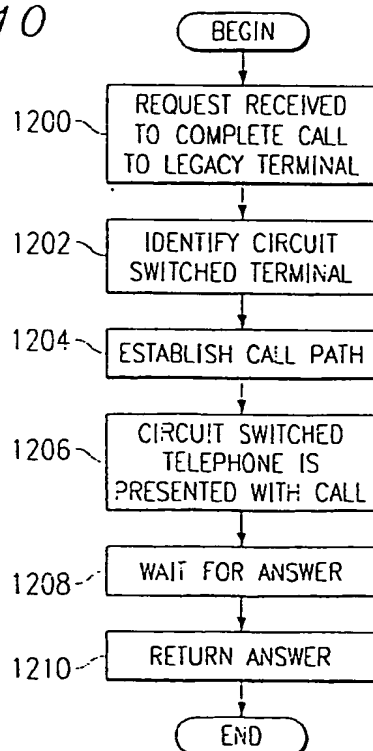 10
BEGIN
1200
REQUEST RECEIVED
TO COMPLETE CALL
TO LEGACY TERMINAL
1202
IDENTIFY CIRCUIT
SWITCHED TERMINAL
1204
ESTABLISH CALL PATH
1206
CIRCUIT SWITCHED
TELEPHONE IS
PRESENTED WITH CALL
1208
WAIT FOR ANSWER
1210
RETURN ANSWER
END